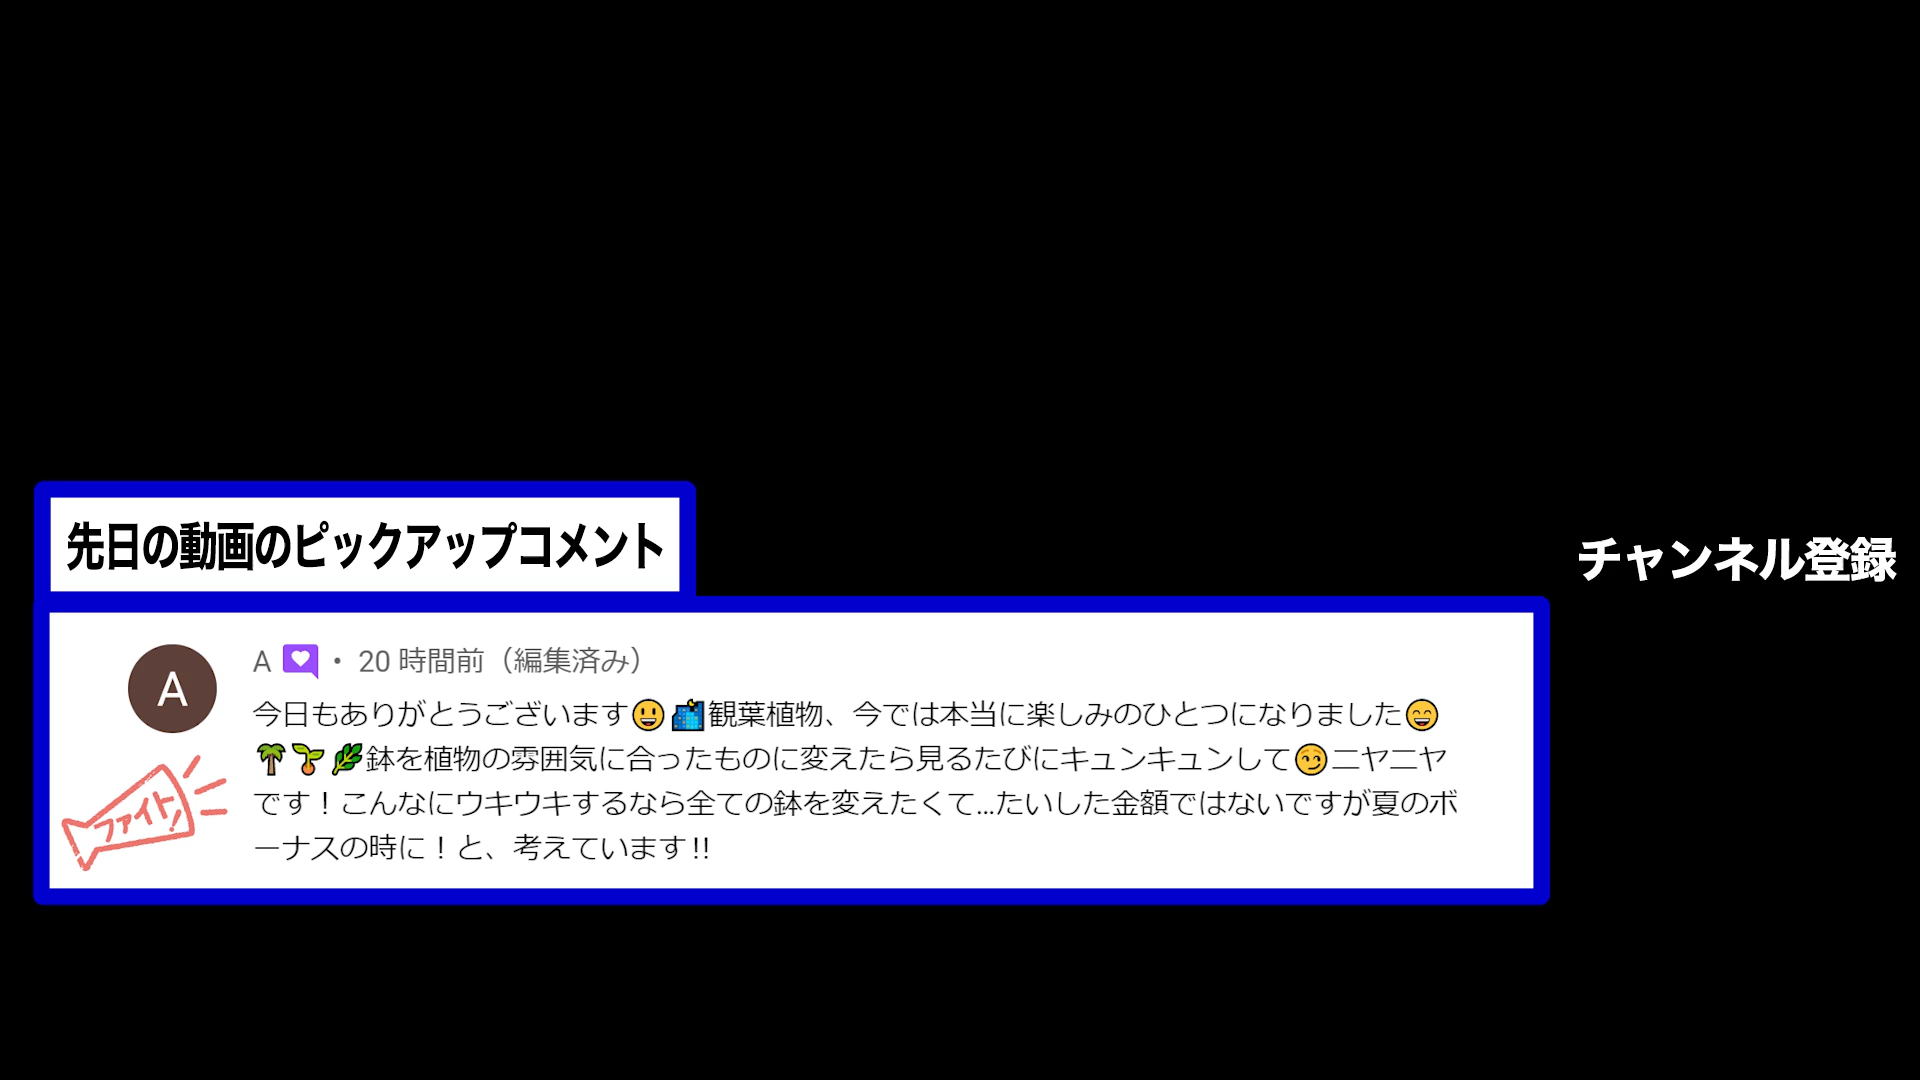 先日の動画のピックアップコメント
チャンネル登録
A
A • 20 時間前（編集済み）
今日もありがとうございます😃🌃観葉植物、今では本当に楽しみのひとつになりました😄
🌴🌱🌿鉢を植物の雰囲気に合ったものに変えたら見るたびにキュンキュンして😏ニヤニヤ
です！こんなにウキウキするなら全ての鉢を変えたくて...たいした金額ではないですが夏のボ
ーナスの時に！と、考えています‼
ファイト!